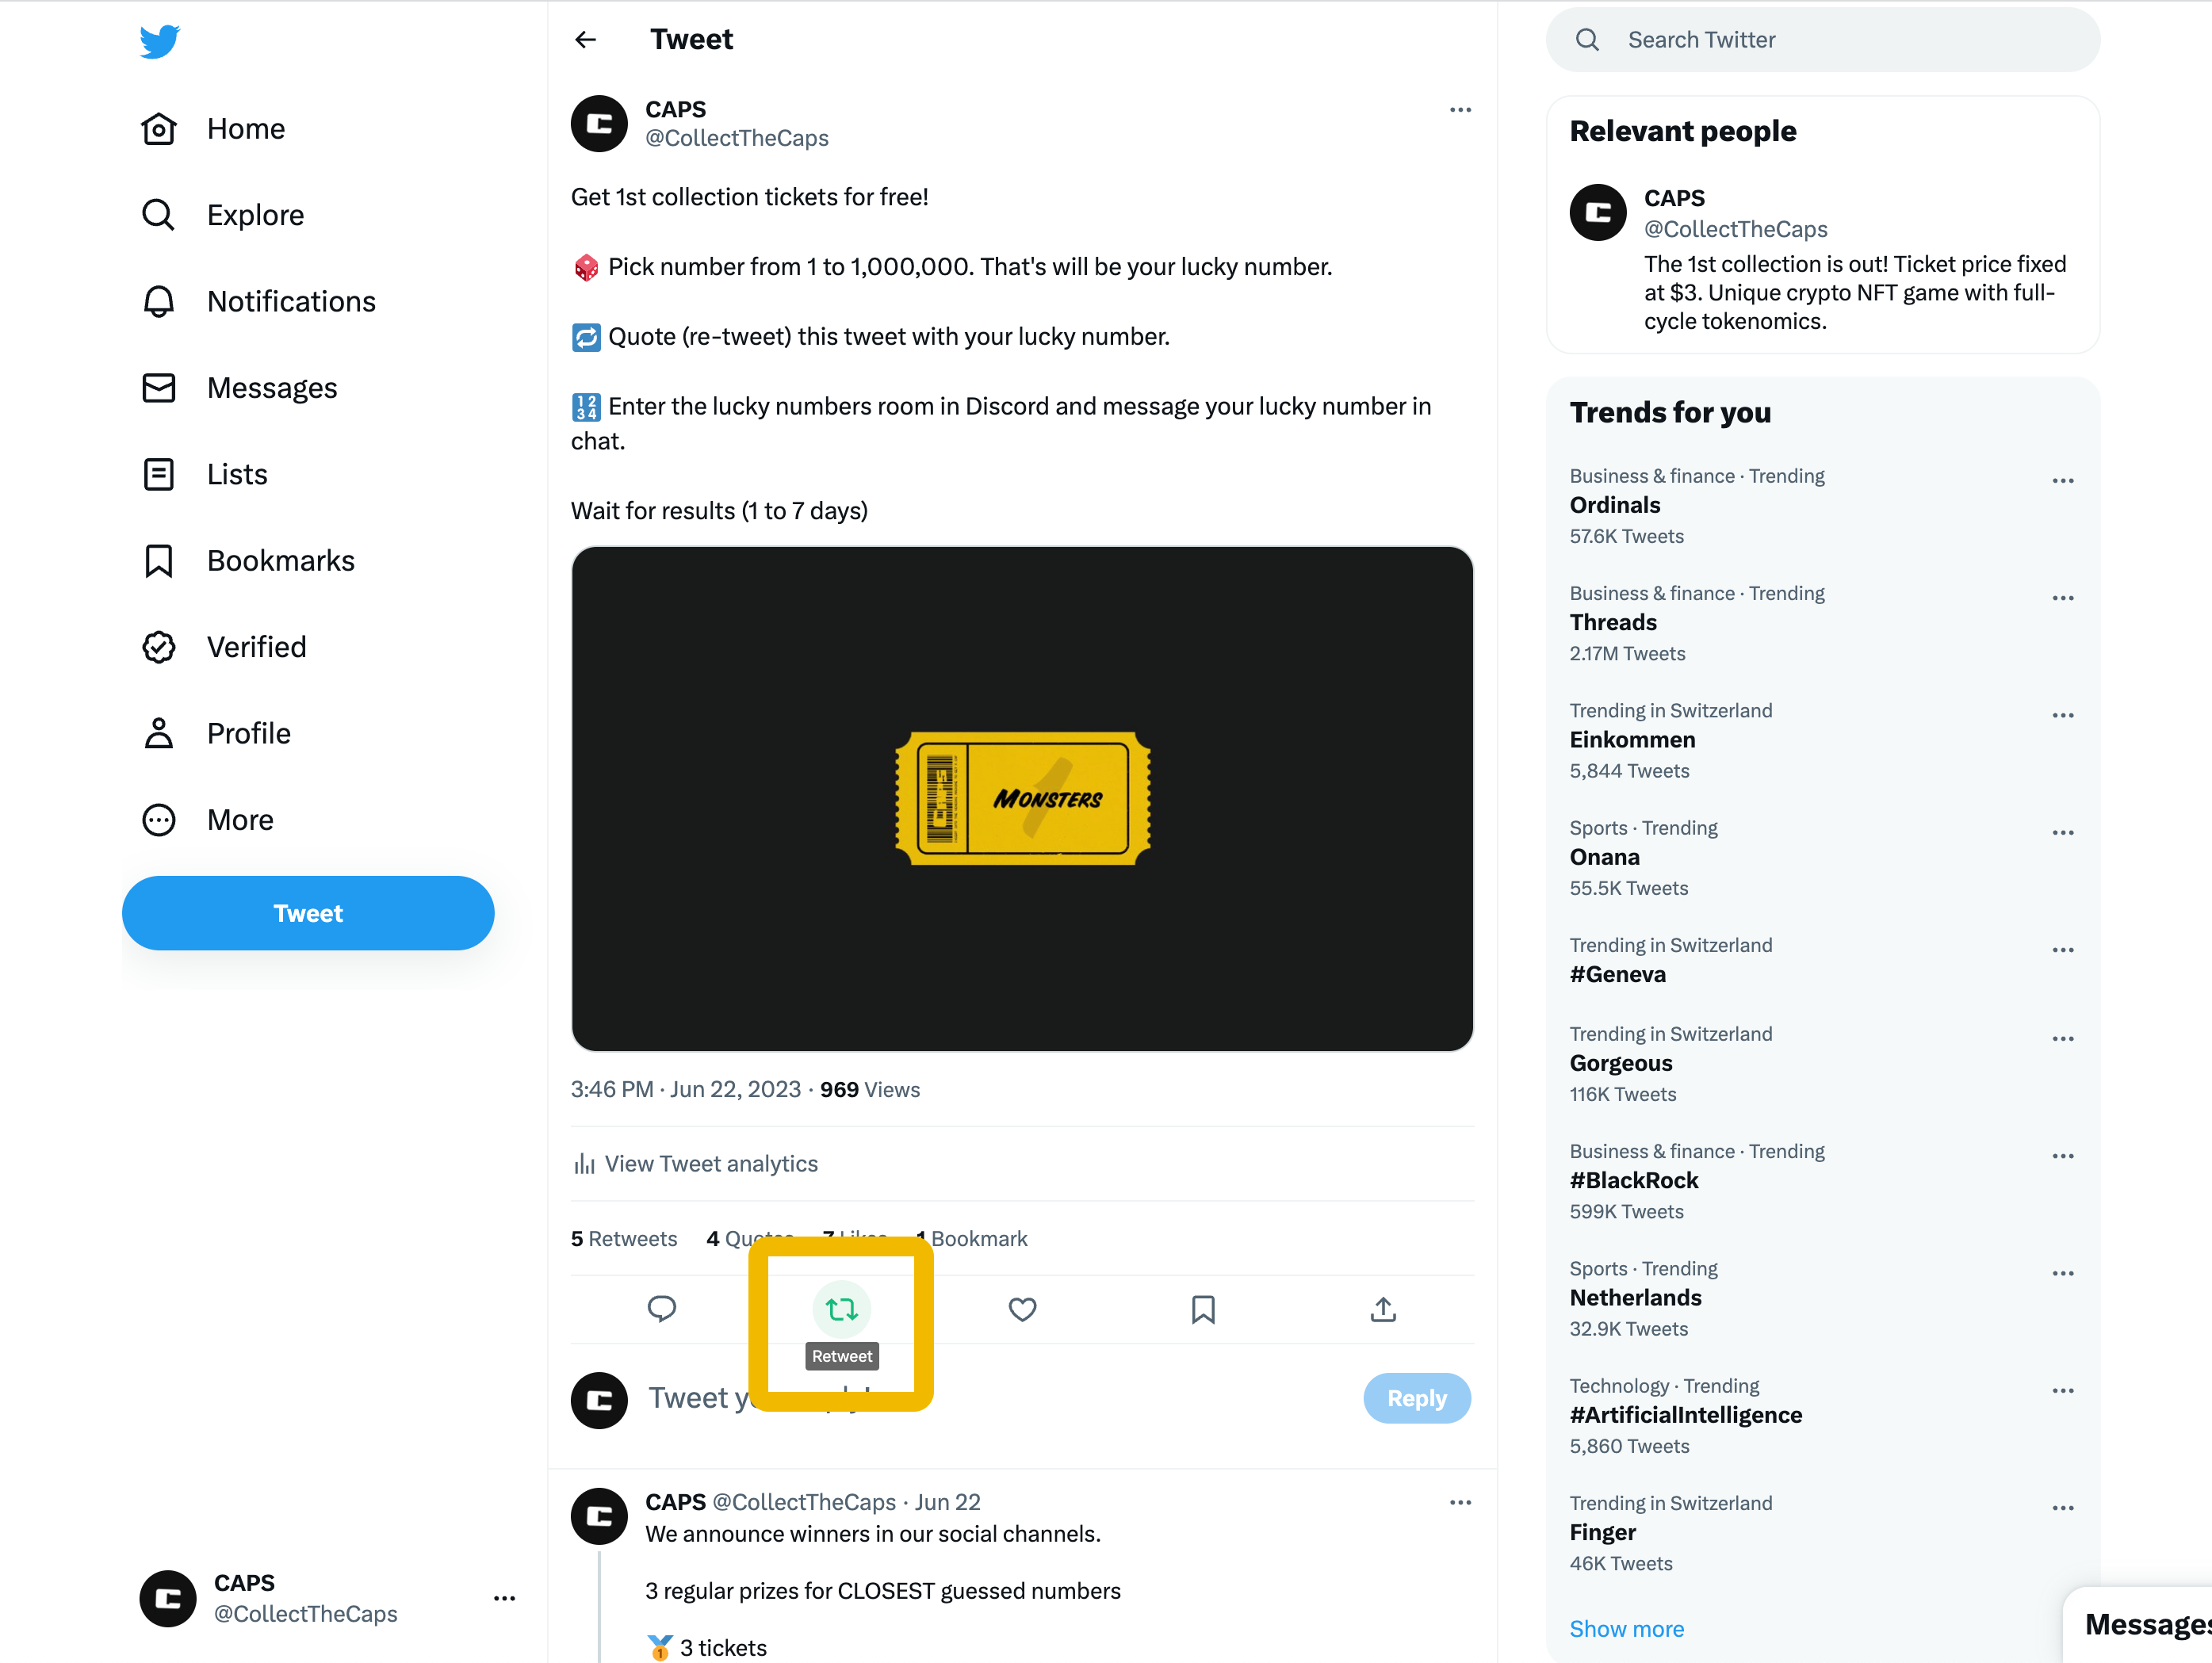 Home
Explore
Notifications
Messages
Lists
Bookmarks
Verified
Profile
More
Tweet
CAPS
@CollectTheCaps
Tweet
CAPS
@CollectTheCaps
Get 1st collection tickets for free!
Pick number from 1 to 1,000,000. That's will be your lucky number.
Quote (re-tweet) this tweet with your lucky number.
Enter the lucky numbers room in Discord and message your lucky number in
chat.
Wait for results (1 to 7 days)
MONSTERS
3:46 PM · Jun 22, 2023 · 969 Views
View Tweet analytics
5 Retweets 4 Quotes 7 Likes 1 Bookmark
Retweet
Tweet your reply!
Reply
CAPS @CollectTheCaps · Jun 22
We announce winners in our social channels.
3 regular prizes for CLOSEST guessed numbers
3 tickets
Search Twitter
Relevant people
CAPS
@CollectTheCaps
The 1st collection is out! Ticket price fixed
at $3. Unique crypto NFT game with full-
cycle tokenomics.
Trends for you
Business & finance · Trending
Ordinals
57.6K Tweets
Business & finance · Trending
Threads
2.17M Tweets
Trending in Switzerland
Einkommen
5,844 Tweets
Sports · Trending
Onana
55.5K Tweets
Trending in Switzerland
#Geneva
Trending in Switzerland
Gorgeous
116K Tweets
Business & finance · Trending
#BlackRock
599K Tweets
Sports · Trending
Netherlands
32.9K Tweets
Technology · Trending
#ArtificialIntelligence
5,860 Tweets
Trending in Switzerland
Finger
46K Tweets
Show more
Messages